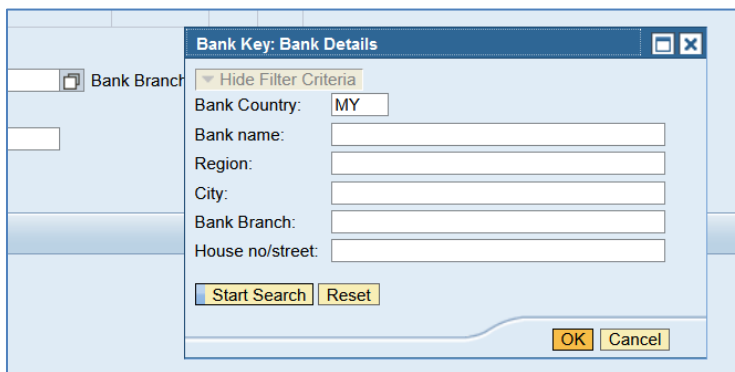 Bank Key: Bank Details
Bank Branch
Hide Filter Criteria
Bank Country: MY
Bank name:
Region:
City:
Bank Branch:
House no/street:
Start Search Reset
OK Cancel